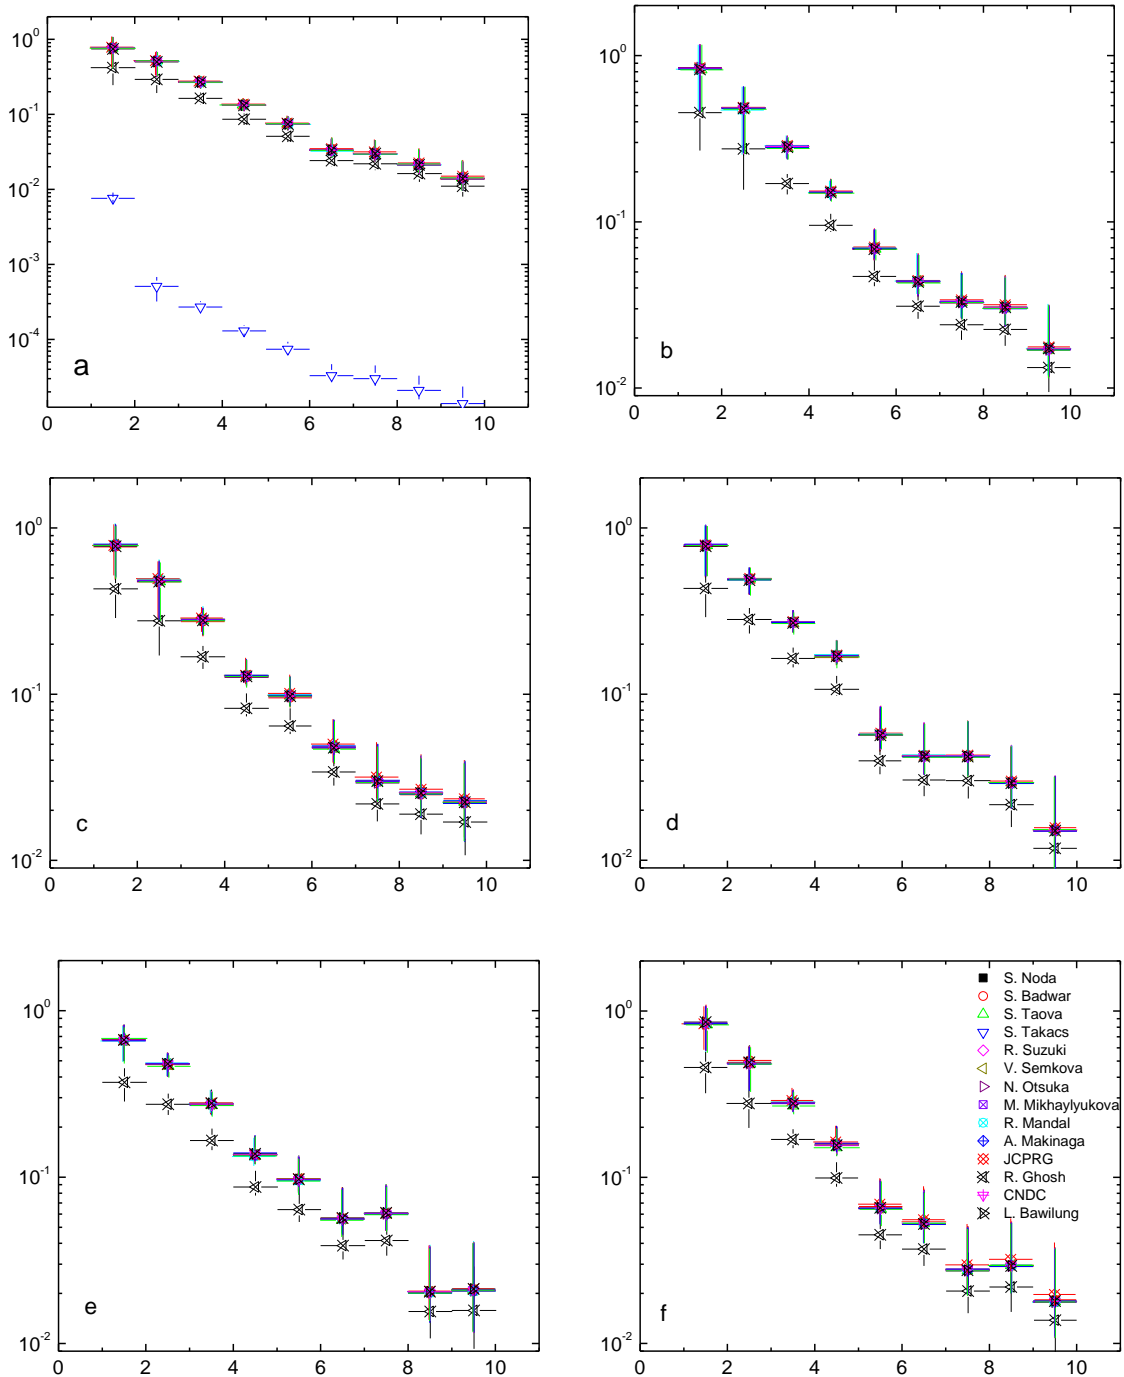 10^0
10^-1
10^-2
10^-3
10^-4
a
0 2 4 6 8 10
10^0
10^-1
10^-2
b
0 2 4 6 8 10
10^0
10^-1
10^-2
c
0 2 4 6 8 10
10^0
10^-1
10^-2
d
0 2 4 6 8 10
10^0
10^-1
10^-2
e
0 2 4 6 8 10
10^0
10^-1
10^-2
f
0 2 4 6 8 10
S. Noda
S. Badwar
S. Taova
S. Takacs
R. Suzuki
V. Semkova
N. Otsuka
M. Mikhaylyukova
R. Mandal
A. Makinaga
JCPRG
R. Ghosh
CNDC
L. Bawilung